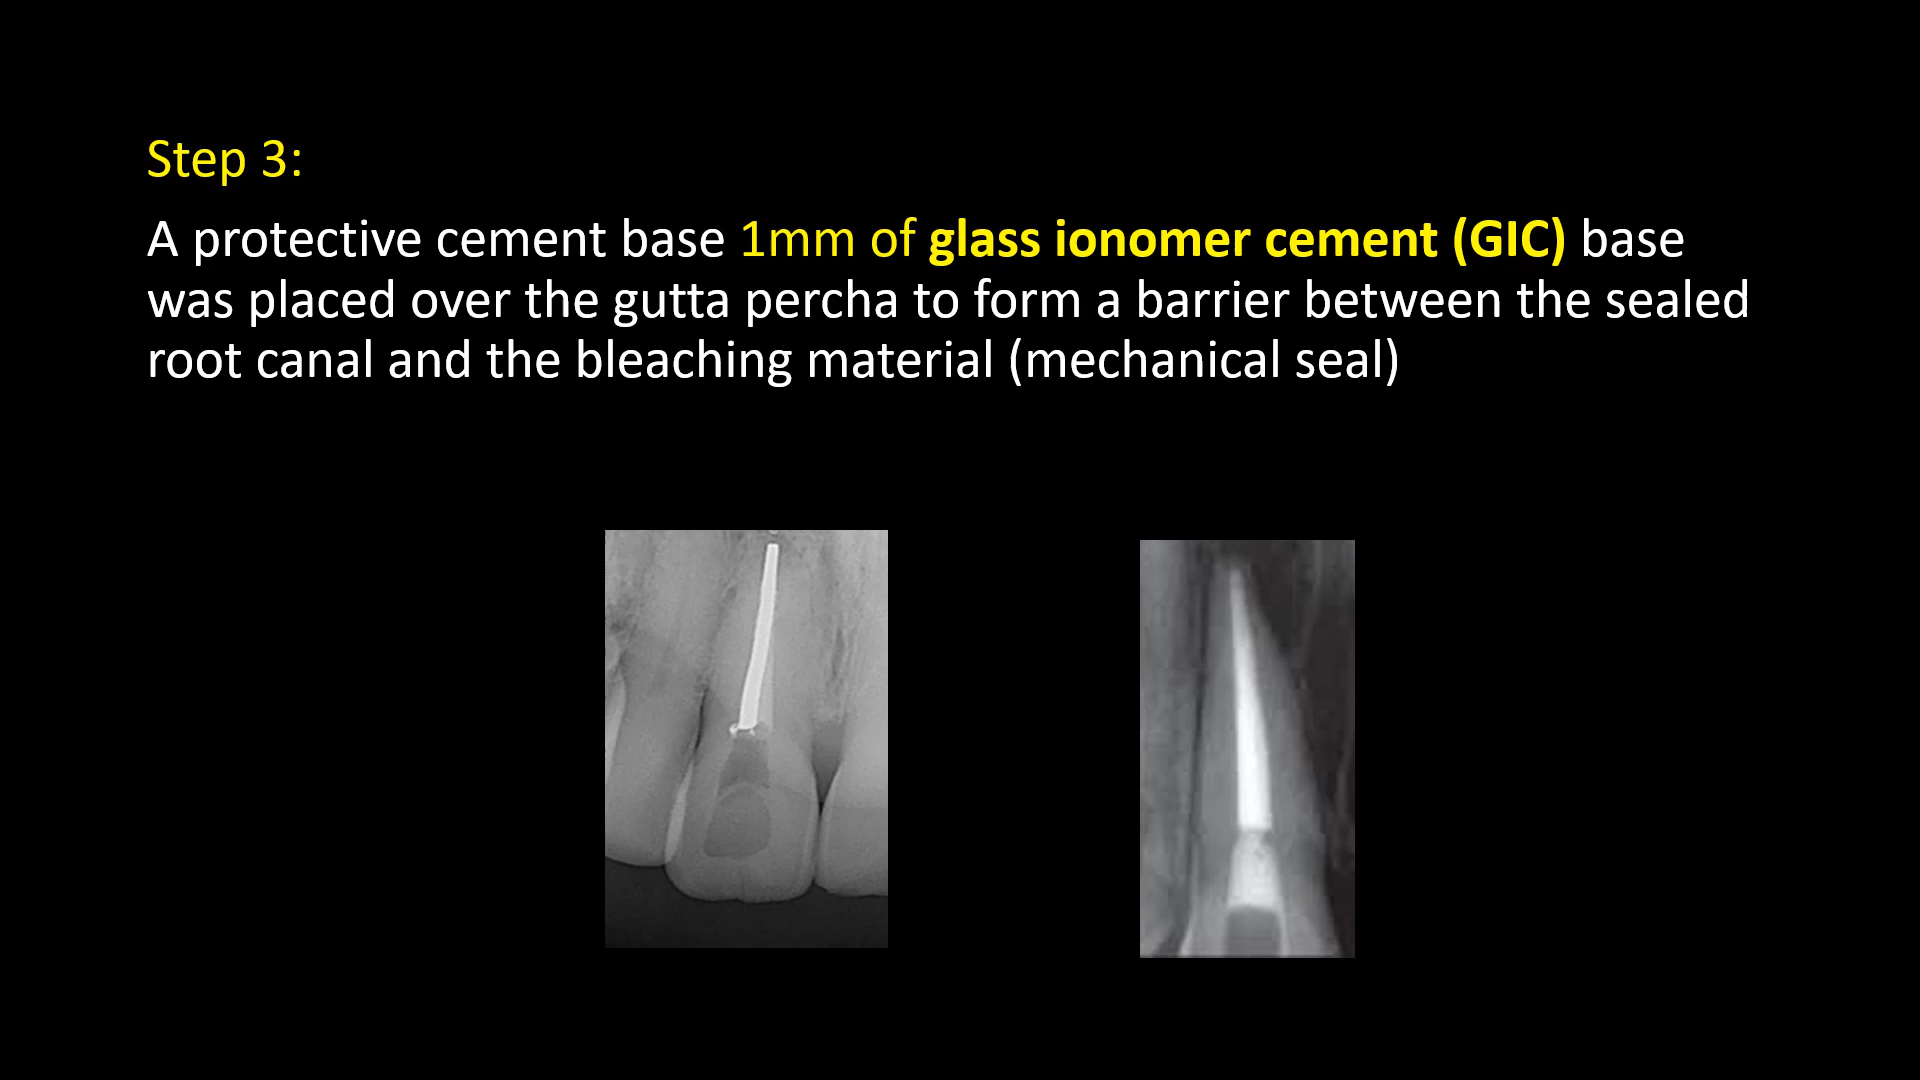 Step 3:
A protective cement base 1mm of glass ionomer cement (GIC) base
was placed over the gutta percha to form a barrier between the sealed
root canal and the bleaching material (mechanical seal)